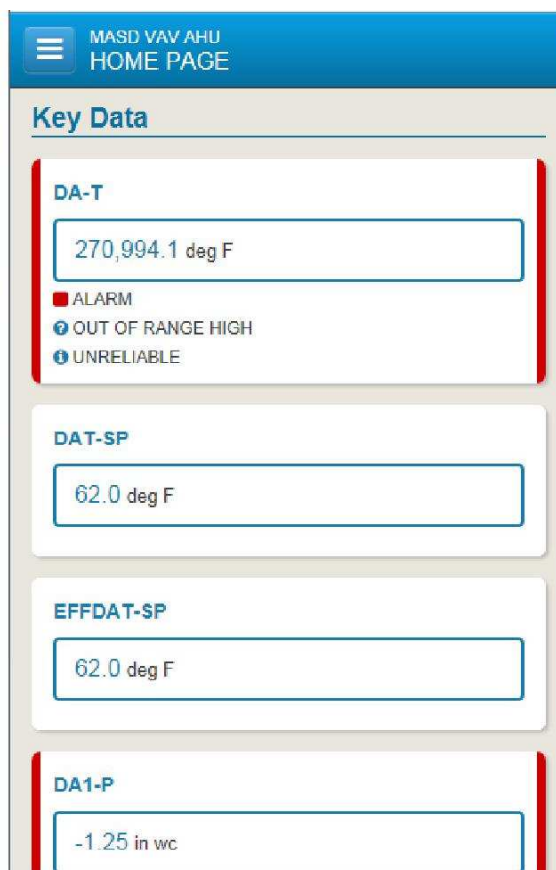 MASD VAV AHU
HOME PAGE
Key Data
DA-T
270,994.1 deg F
ALARM
OUT OF RANGE HIGH
UNRELIABLE
DAT-SP
62.0 deg F
EFFDAT-SP
62.0 deg F
DA1-P
-1.25 in wc